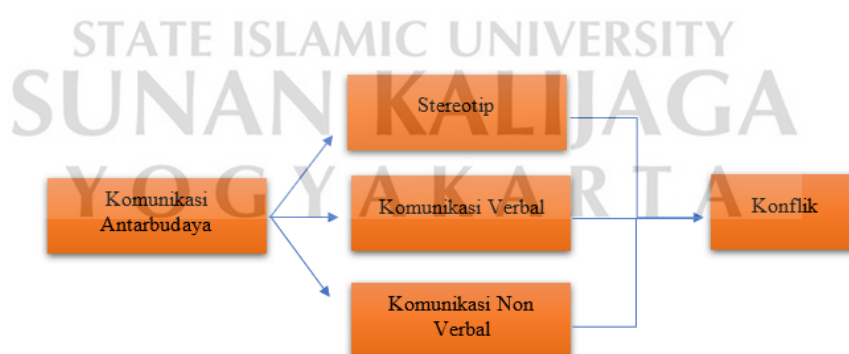 STATE ISLAMIC UNIVERSITY
SUNAN KALIJAGA
YOGYAKARTA
Stereotip
Komunikasi
Antarbudaya
Komunikasi Verbal
Konflik
Komunikasi Non
Verbal